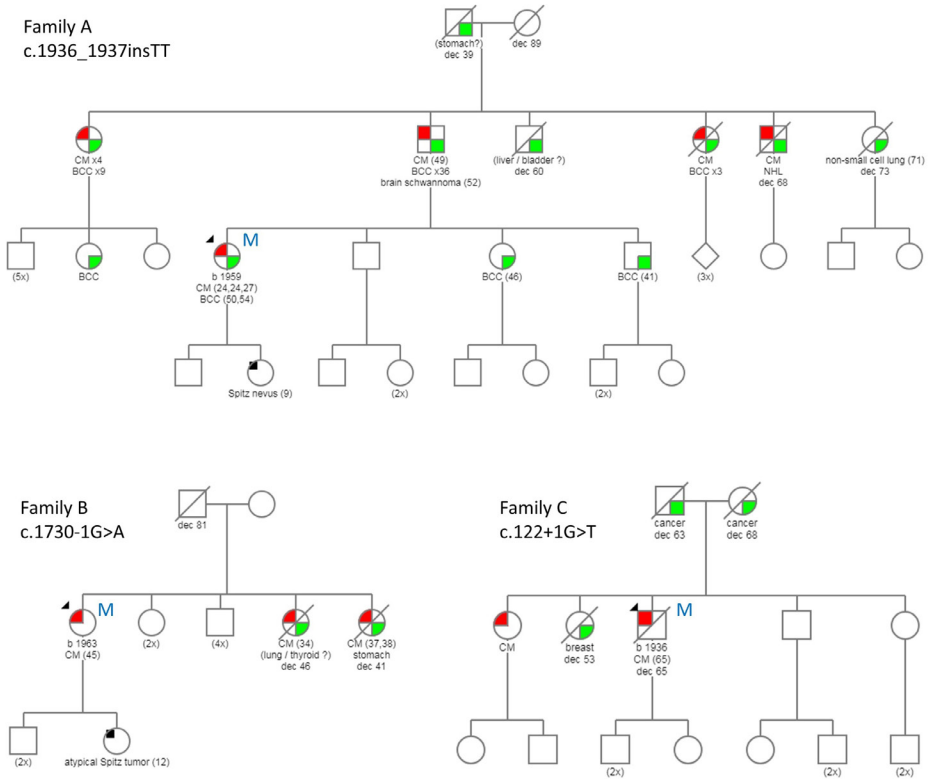 Family A
c.1936_1937insTT
(stomach?)
dec 39
dec 89
CM x4
BCC x9
CM (49)
BCC x36
brain schwannoma (52)
(liver / bladder ?)
dec 60
CM
BCC x3
CM
NHL
dec 68
non-small cell lung (71)
dec 73
(5x)
BCC
M
b 1959
CM (24,24,27)
BCC (50,54)
BCC (46)
BCC (41)
(3x)
Spitz nevus (9)
(2x)
(2x)
Family B
c.1730-1G>A
dec 81
M
b 1963
CM (45)
(2x)
(4x)
CM (34)
(lung / thyroid ?)
dec 46
CM (37,38)
stomach
dec 41
(2x)
atypical Spitz tumor (12)
Family C
c.122+1G>T
cancer
dec 63
cancer
dec 68
CM
breast
dec 53
M
b 1936
CM (65)
dec 65
(2x)
(2x)
(2x)